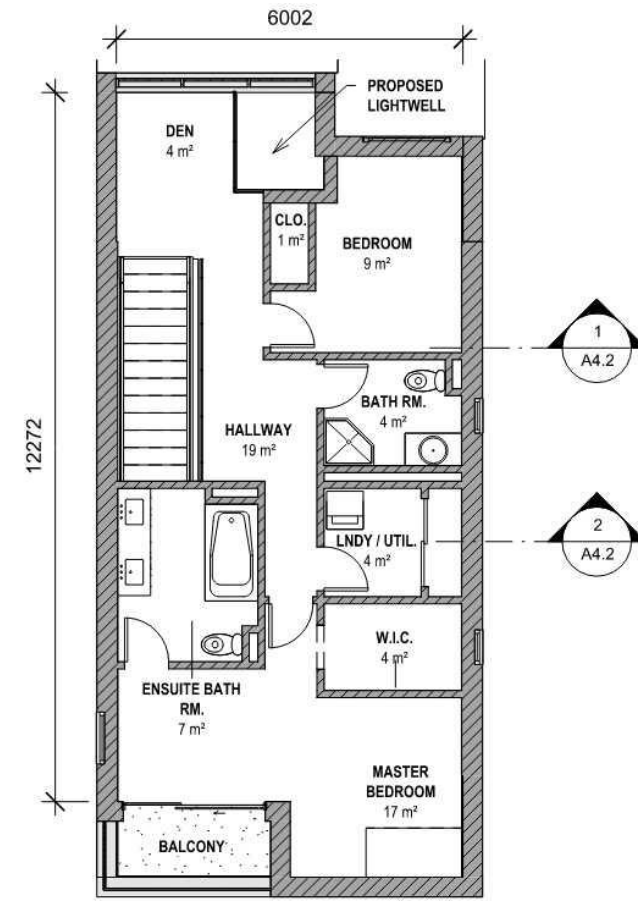 6002
PROPOSED
LIGHTWELL
DEN
4 m²
CLO.
1 m²
BEDROOM
9 m²
1
A4.2
12272
BATH RM.
4 m²
HALLWAY
19 m²
2
A4.2
LNDY / UTIL.
4 m²
W.I.C.
4 m²
ENSUITE BATH
RM.
7 m²
MASTER
BEDROOM
17 m²
BALCONY